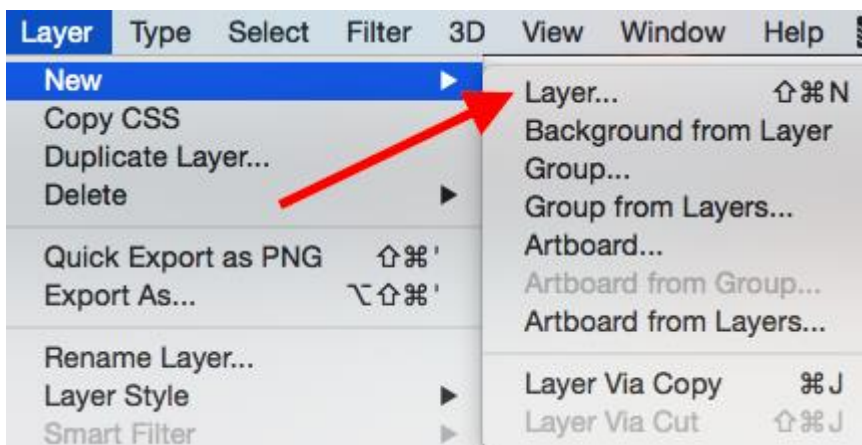 Layer Type Select Filter 3D View Window Help
New ▶
Copy CSS
Duplicate Layer...
Delete ▶
Quick Export as PNG ⇧⌘'
Export As... ⌥⇧⌘'
Rename Layer...
Layer Style ▶
Smart Filter ▶
Layer... ⇧⌘N
Background from Layer
Group...
Group from Layers...
Artboard...
Artboard from Group...
Artboard from Layers...
Layer Via Copy ⌘J
Layer Via Cut ⇧⌘J